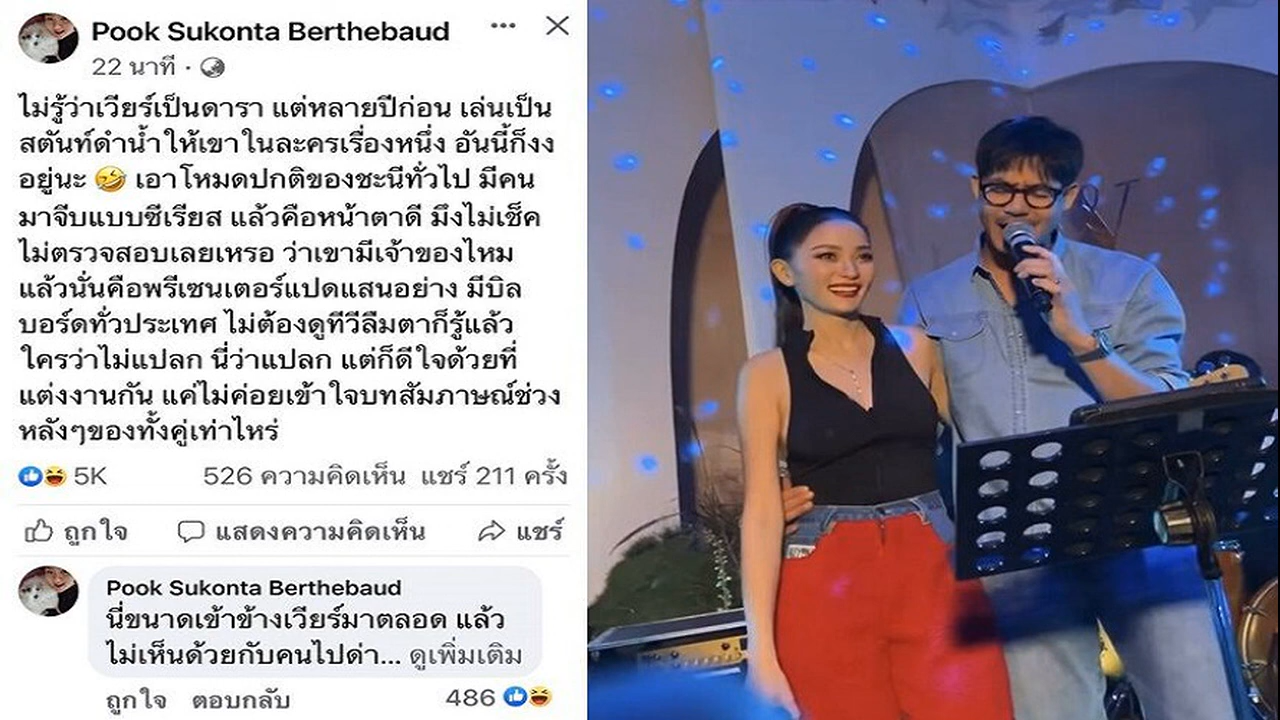 Pook Sukonta Berthebaud
22 นาที ·
ไม่รู้ว่าเวียร์เป็นดารา แต่หลายปีก่อน เล่นเป็น
สตันท์ดำน้ำให้เขาในละครเรื่องหนึ่ง อันนี้ก็งง
อยู่นะ 🤣 เอาโหมดปกติของชะนีทั่วไป มีคน
มาจีบแบบซีเรียส แล้วคือหน้าตาดี มึงไม่เช็ค
ไม่ตรวจสอบเลยเหรอ ว่าเขามีเจ้าของไหม
แล้วนั่นคือพรีเซนเตอร์แปดแสนอย่าง มีบิล
บอร์ดทั่วประเทศ ไม่ต้องดูทีวีลืมตาก็รู้แล้ว
ใครว่าไม่แปลก นี่ว่าแปลก แต่ก็ดีใจด้วยที่
แต่งงานกัน แค่ไม่ค่อยเข้าใจบทสัมภาษณ์ช่วง
หลังๆของทั้งคู่เท่าไหร่
5K 526 ความคิดเห็น แชร์ 211 ครั้ง
ถูกใจ แสดงความคิดเห็น แชร์
Pook Sukonta Berthebaud
นี่ขนาดเข้าข้างเวียร์มาตลอด แล้ว
ไม่เห็นด้วยกับคนไปด่า... ดูเพิ่มเติม
ถูกใจ ตอบกลับ 486